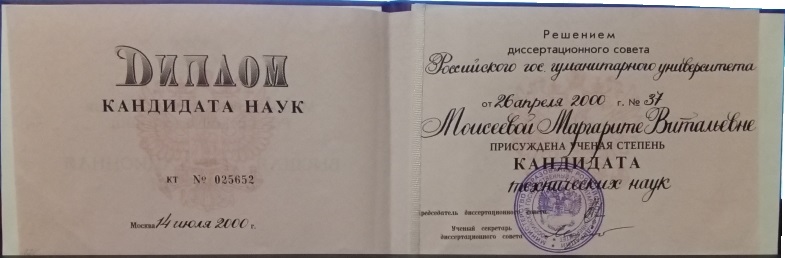 ДИПЛОМ
КАНДИДАТА НАУК
КТ № 025652
Москва 14 июля 2000 г.
Решением
диссертационного совета
Российского гос. гуманитарного университета
от 26 апреля 2000 г. № 37
Моисеевой Маргарите Витальевне
ПРИСУЖДЕНА УЧЕНАЯ СТЕПЕНЬ
КАНДИДАТА
технических наук
Председатель диссертационного совета
Ученый секретарь
диссертационного совета